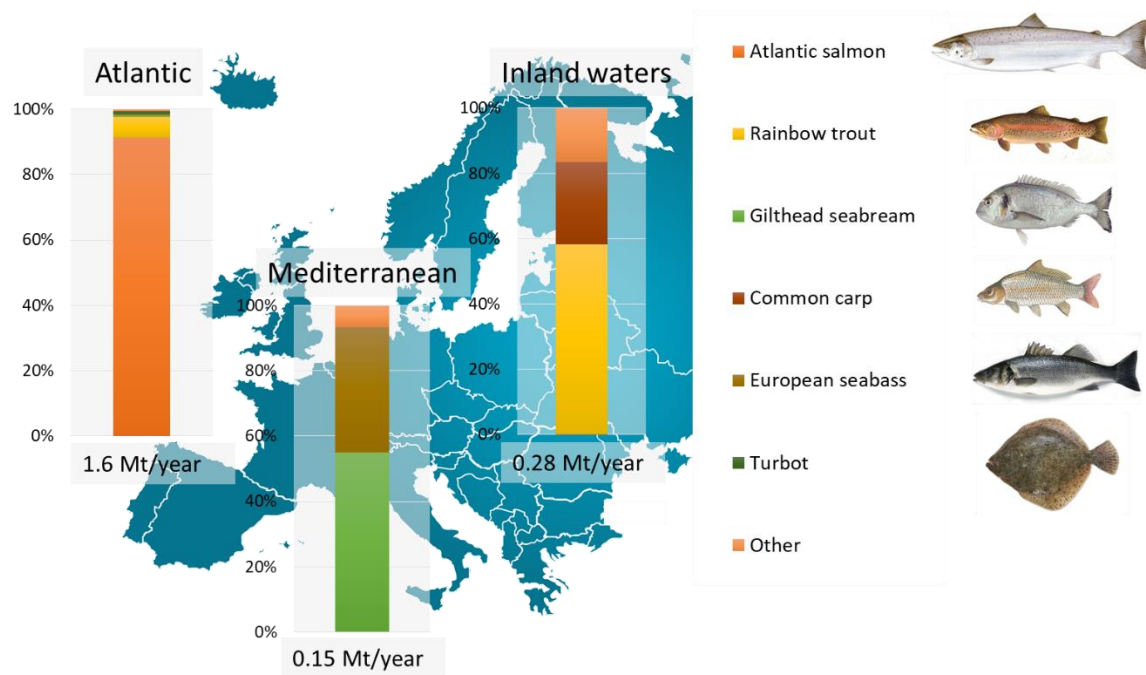 Atlantic
100%
80%
60%
40%
20%
0%
1.6 Mt/year
Mediterranean
100%
80%
60%
40%
20%
0%
0.15 Mt/year
Inland waters
100%
80%
60%
40%
20%
0%
0.28 Mt/year
Atlantic salmon
Rainbow trout
Gilthead seabream
Common carp
European seabass
Turbot
Other